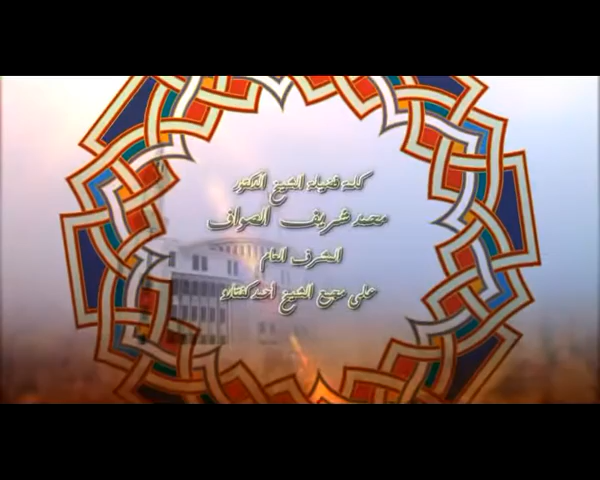 كلمة فضيلة الشيخ الدكتور
محمد شريف الصواف
المشرف العام
على مجمع الشيخ أحمد كفتارو